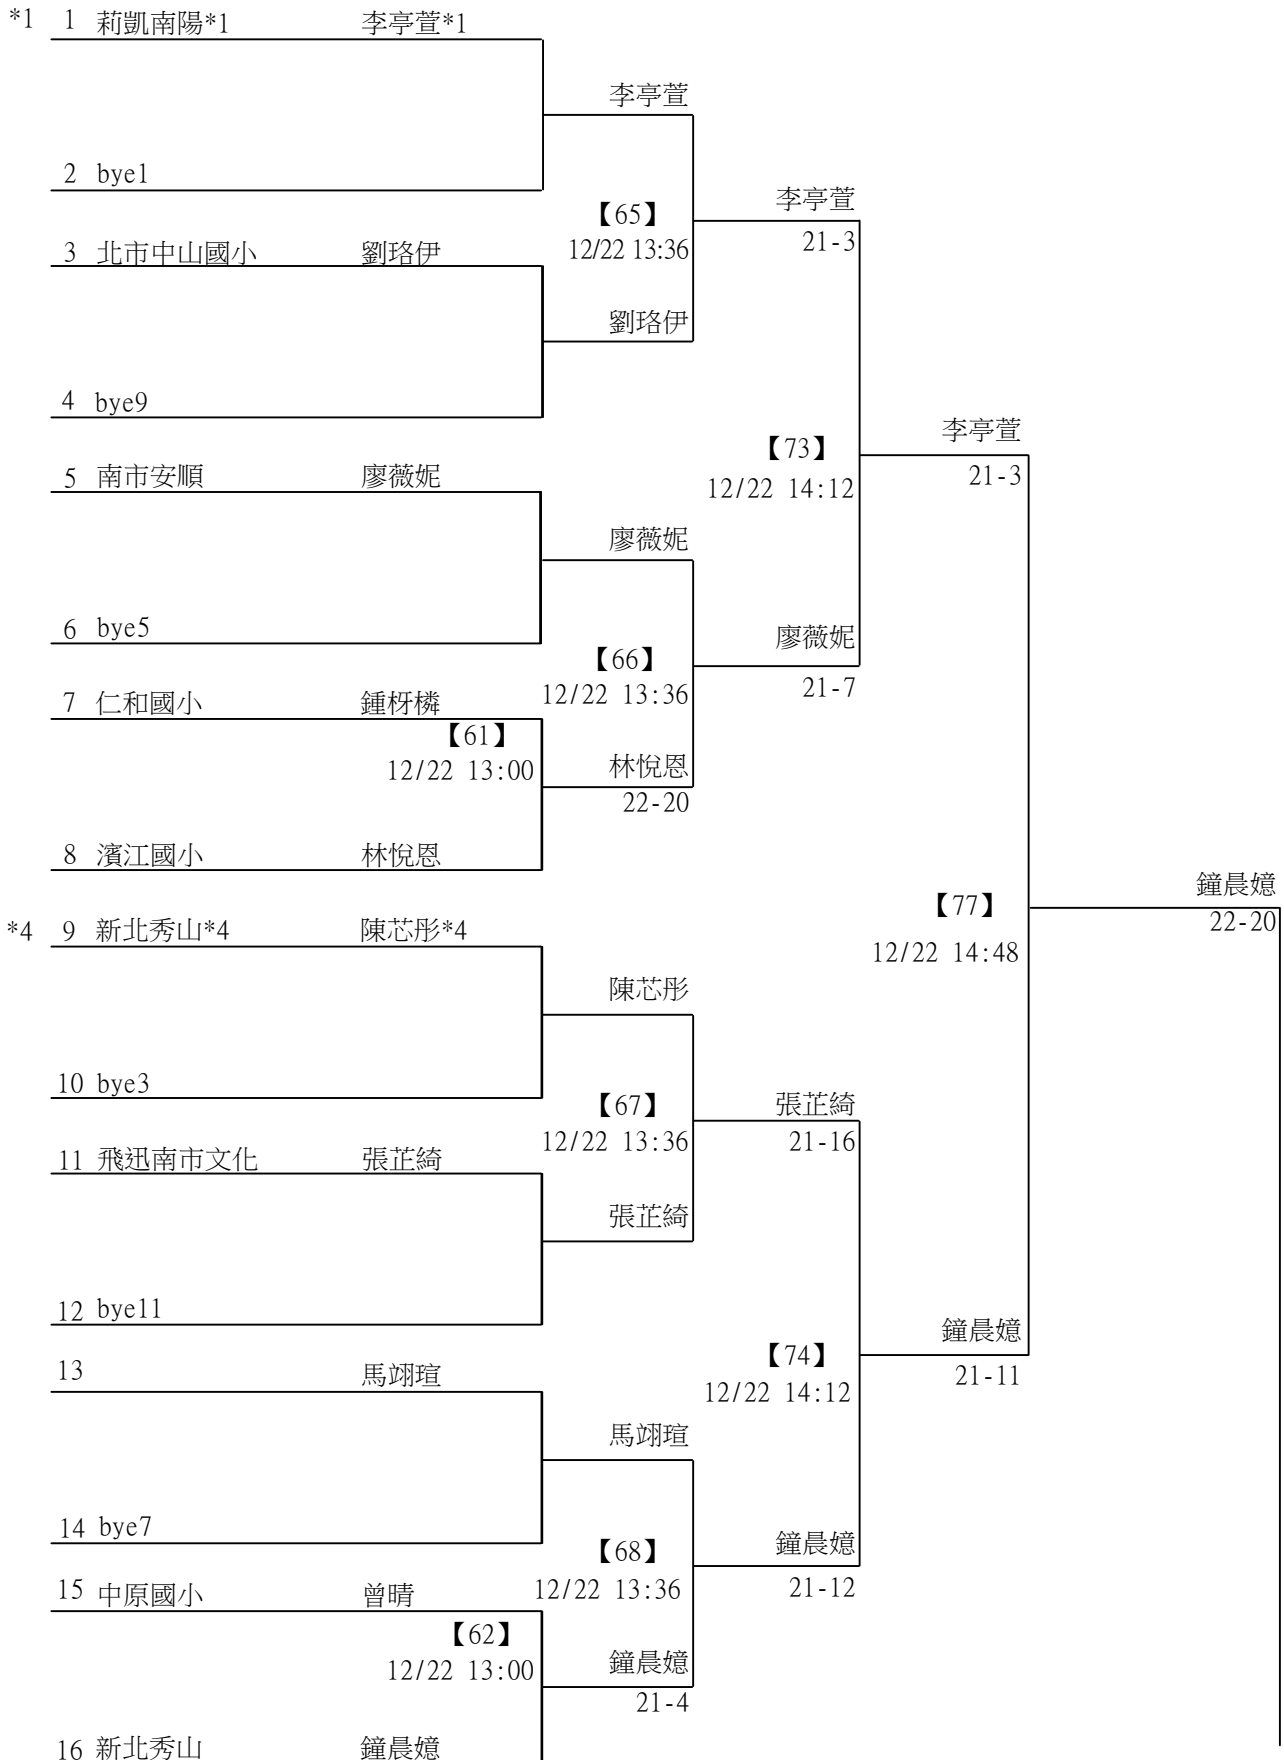 *1 1 莉凱南陽*1 李亭萱*1
李亭萱
2 bye1
李亭萱
【65】
21-3
3 北市中山國小 劉珞伊 12/22 13:36
劉珞伊
4 bye9
李亭萱
【73】
21-3
5 南市安順 廖薇妮 12/22 14:12
廖薇妮
6 bye5
廖薇妮
【66】
21-7
7 仁和國小 鍾枒橉 12/22 13:36
【61】
12/22 13:00 林悅恩
22-20
8 濱江國小 林悅恩
鐘晨嬑
【77】
22-20
*4 9 新北秀山*4 陳芯彤*4
12/22 14:48
陳芯彤
10 bye3
【67】 張芷綺
12/22 13:36 21-16
11 飛迅南市文化 張芷綺
張芷綺
12 bye11
鐘晨嬑
【74】
21-11
13 馬翊瑄
12/22 14:12
馬翊瑄
14 bye7
鐘晨嬑
【68】
21-12
15 中原國小 曾晴 12/22 13:36
【62】
12/22 13:00 鐘晨嬑
21-4
16 新北秀山 鐘晨嬑